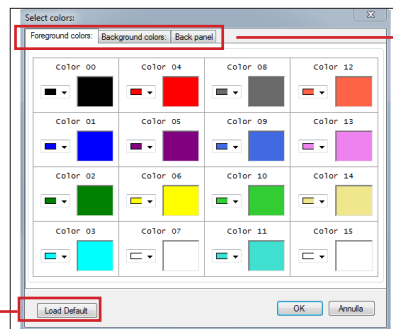 Select colors:
Foreground colors: Background colors: Back panel
Color 00 Color 04 Color 08 Color 12
Color 01 Color 05 Color 09 Color 13
Color 02 Color 06 Color 10 Color 14
Color 03 Color 07 Color 11 Color 15
Load Default OK Annulla